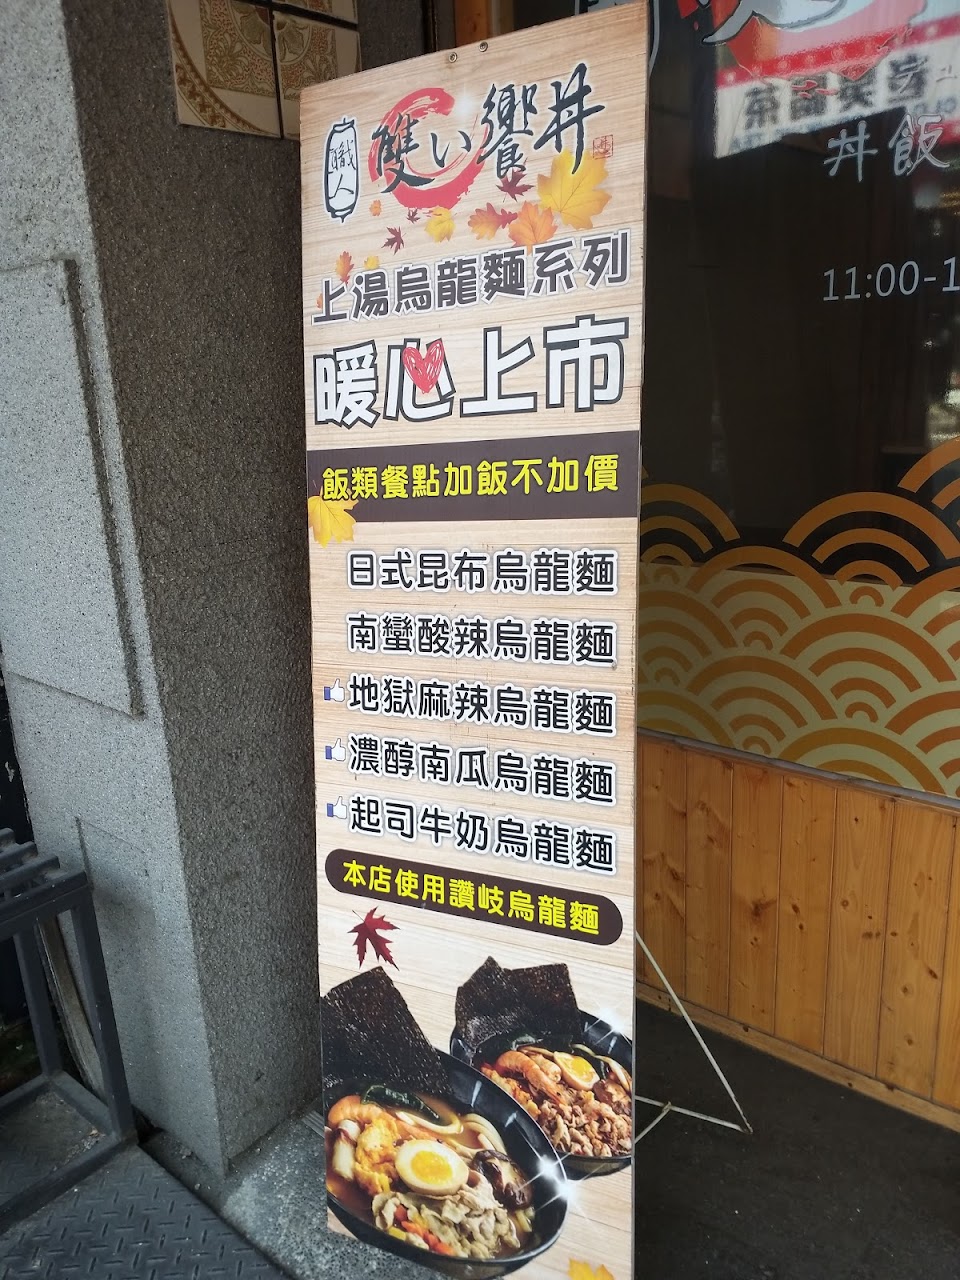 職人
雙い饗丼
上湯烏龍麵系列
暖心上市
飯類餐點加飯不加價
日式昆布烏龍麵
南蠻酸辣烏龍麵
地獄麻辣烏龍麵
濃醇南瓜烏龍麵
起司牛奶烏龍麵
本店使用讚岐烏龍麵
丼飯
11:00-1